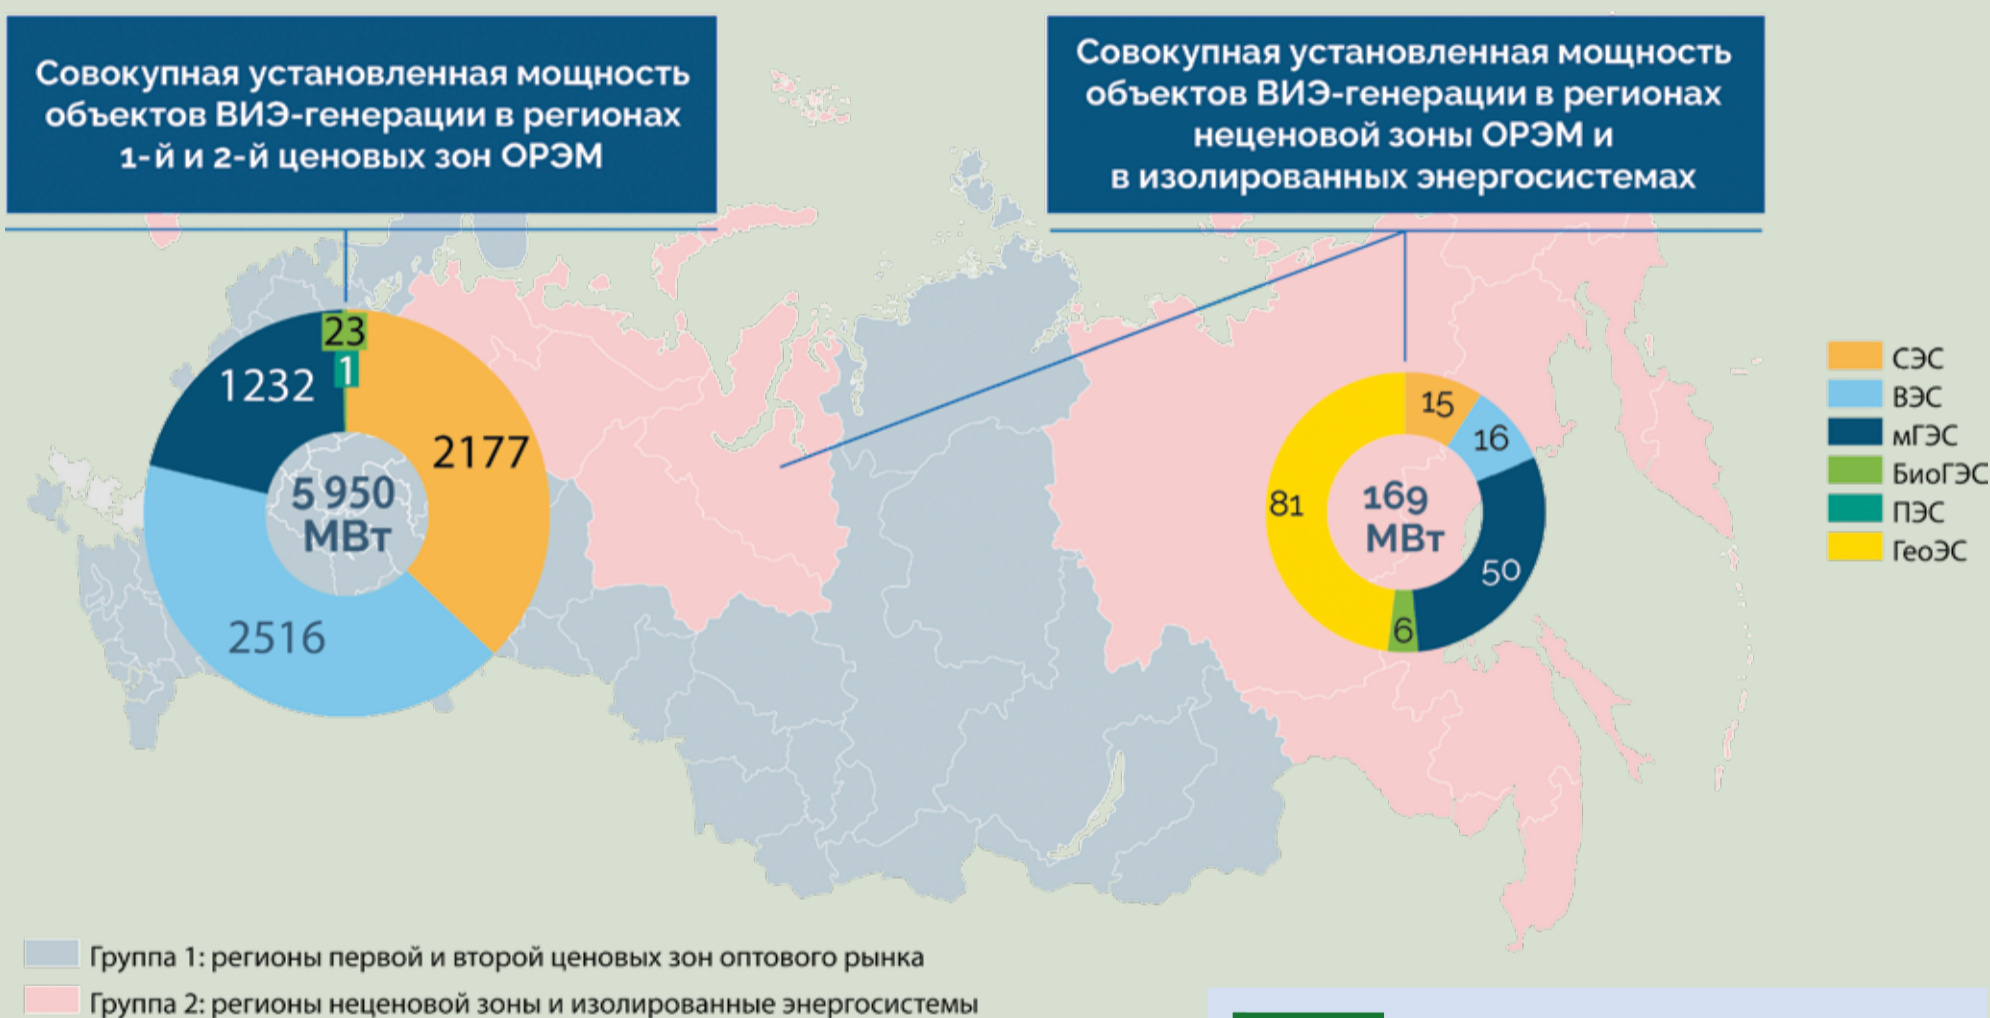 Совокупная установленная мощность
объектов ВИЭ-генерации в регионах
1-й и 2-й ценовых зон ОРЭМ
Совокупная установленная мощность
объектов ВИЭ-генерации в регионах
неценовой зоны ОРЭМ и
в изолированных энергосистемах
23
1
1232
2177
5 950
МВт
2516
15
16
81
169
МВт
50
6
СЭС
ВЭС
мГЭС
БиоГЭС
ПЭС
ГеоЭС
Группа 1: регионы первой и второй ценовых зон оптового рынка
Группа 2: регионы неценовой зоны и изолированные энергосистемы